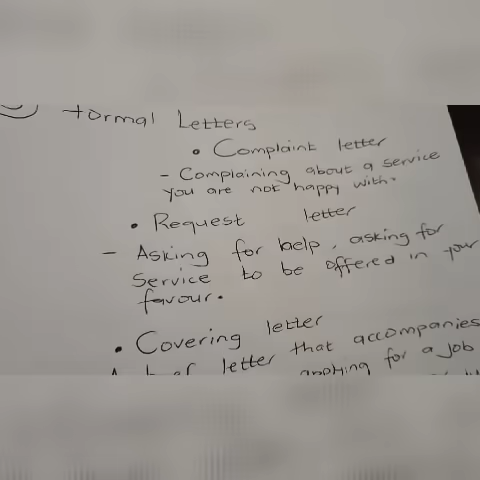 Formal Letters
• Complaint letter
- Complaining about a service
you are not happy with.
• Request letter
- Asking for help, asking for
service to be offered in your
favour.
• Covering letter
letter that accompanies
applying for a job